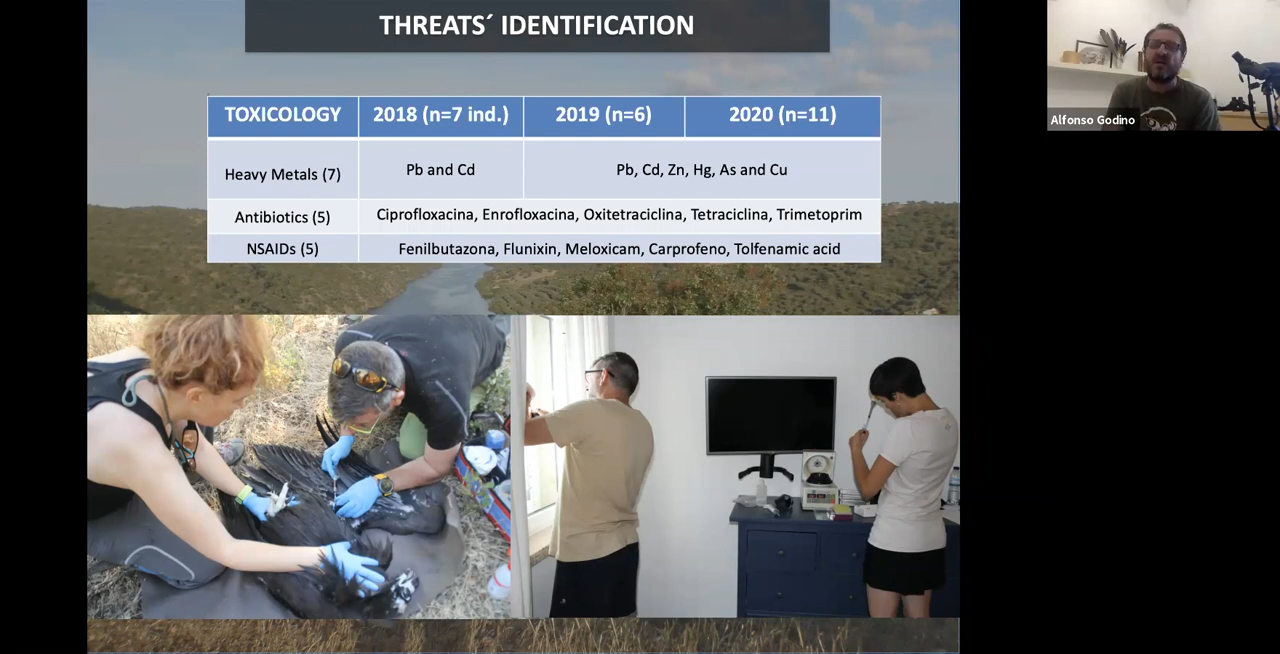 THREATS´ IDENTIFICATION
Alfonso Godino
TOXICOLOGY 2018 (n=7 ind.) 2019 (n=6) 2020 (n=11)
Heavy Metals (7) Pb and Cd Pb, Cd, Zn, Hg, As and Cu
Antibiotics (5) Ciprofloxacina, Enrofloxacina, Oxitetraciclina, Tetraciclina, Trimetoprim
NSAIDs (5) Fenilbutazona, Flunixin, Meloxicam, Carprofeno, Tolfenamic acid